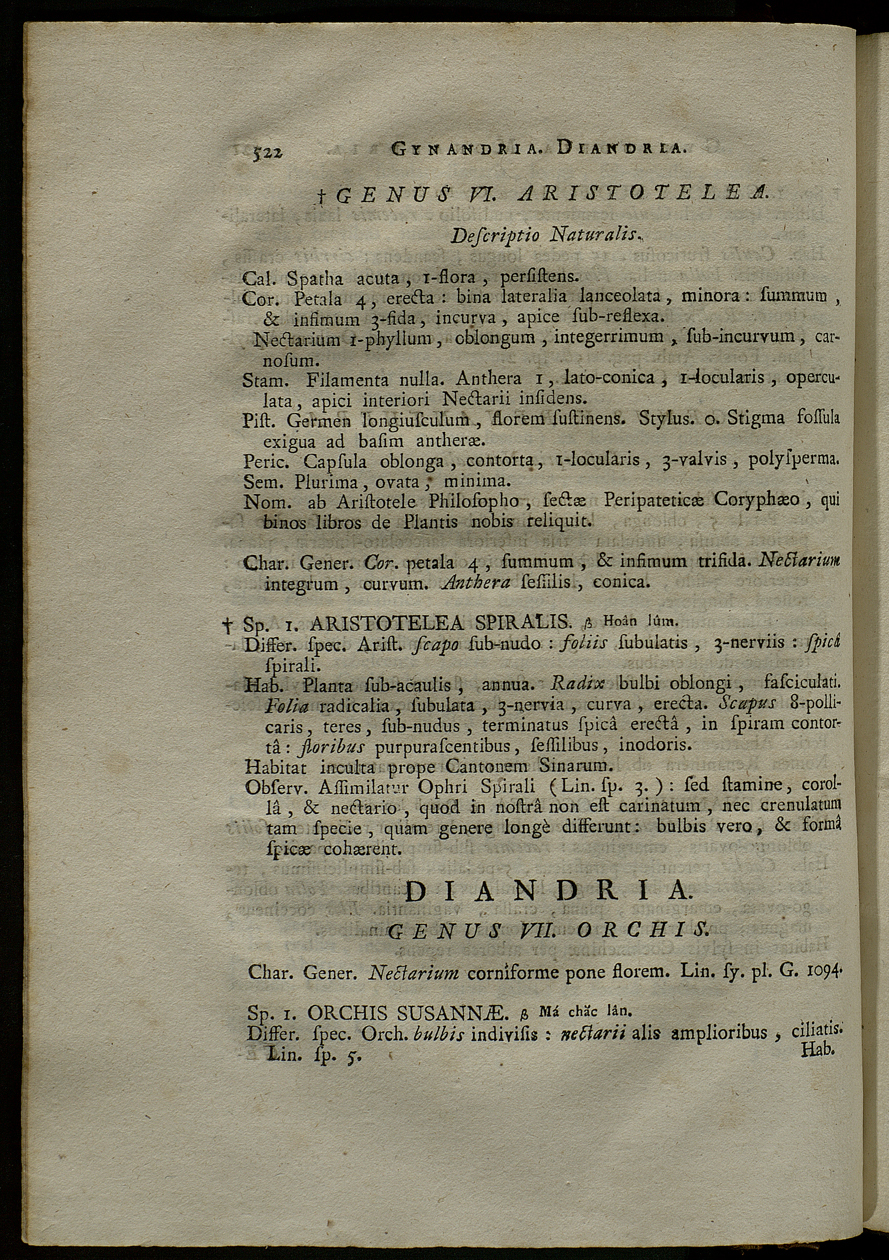 522 GYNANDRIA. DIANDRIA.
† GENUS VI. ARISTOTELEA.
Deſcriptio Naturalis.
Cal. Spatha acuta, 1-flora, perſiſtens.
Cor. Petala 4, erecta : bina lateralia lanceolata, minora : ſummum,
& infimum 3-fida, incurva, apice ſub-reflexa.
Nectarium 1-phyllum, oblongum, integerrimum, ſub-incurvum, car-
noſum.
Stam. Filamenta nulla. Anthera 1, lato-conica, 1-locularis, opercu-
lata, apici interiori Nectarii inſidens.
Piſt. Germen longiuſculum, florem ſuſtinens. Stylus. 0. Stigma foſſula
exigua ad baſim antheræ.
Peric. Capſula oblonga, contorta, 1-locularis, 3-valvis, polyſperma.
Sem. Plurima, ovata, minima.
Nom. ab Ariſtotele Philoſopho, ſectæ Peripateticæ Coryphæo, qui
binos libros de Plantis nobis reliquit.
Char. Gener. Cor. petala 4, ſummum, & infimum trifida. Nectarium
integrum, curvum. Anthera ſeſſilis, conica.
† Sp. 1. ARISTOTELEA SPIRALIS. ß Hoân lúm.
Differ. ſpec. Ariſt. ſcapo ſub-nudo : foliis ſubulatis, 3-nerviis : ſpicâ
ſpirali.
Hab. Planta ſub-acaulis, annua. Radix bulbi oblongi, faſciculati.
Folia radicalia, ſubulata, 3-nervia, curva, erecta. Scapus 8-polli-
caris, teres, ſub-nudus, terminatus ſpicâ erectâ, in ſpiram contor-
tâ : floribus purpuraſcentibus, ſeſſilibus, inodoris.
Habitat inculta prope Cantonem Sinarum.
Obſerv. Aſſimilatur Ophri Spirali (Lin. ſp. 3.) : ſed ſtamine, corol-
lâ, & nectario, quod in noſtrâ non eſt carinatum, nec crenulatum
tam ſpecie, quam genere longè differunt : bulbis vero, & formâ
ſpicæ cohærent.
DIANDRIA.
GENUS VII. ORCHIS.
Char. Gener. Nectarium corniforme pone florem. Lin. ſy. pl. G. 1094.
Sp. 1. ORCHIS SUSANNÆ. ß Má chäc lân.
Differ. ſpec. Orch. bulbis indiviſis : nectarii alis amplioribus, ciliatis.
Lin. ſp. 5. Hab.